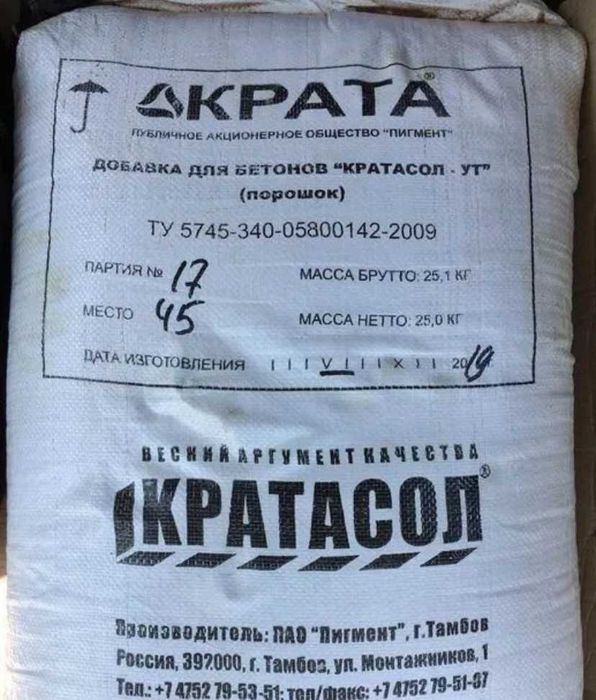 КРАТА®
ПУБЛИЧНОЕ АКЦИОНЕРНОЕ ОБЩЕСТВО "ПИГМЕНТ"
ДОБАВКА ДЛЯ БЕТОНОВ "КРАТАСОЛ - УТ"
(порошок)
ТУ 5745-340-05800142-2009
ПАРТИЯ № 17 МАССА БРУТТО: 25,1 КГ
МЕСТО 45 МАССА НЕТТО: 25,0 КГ
ДАТА ИЗГОТОВЛЕНИЯ I I I V I I I X I I 2019
ВЕСКИЙ АРГУМЕНТ КАЧЕСТВА
КРАТАСОЛ®
Производитель: ПАО "Пигмент", г.Тамбов
Россия, 392000, г. Тамбов, ул. Монтажников, 1
Тел.: +7 4752 79-53-51; тел/факс: +7 4752 79-51-07